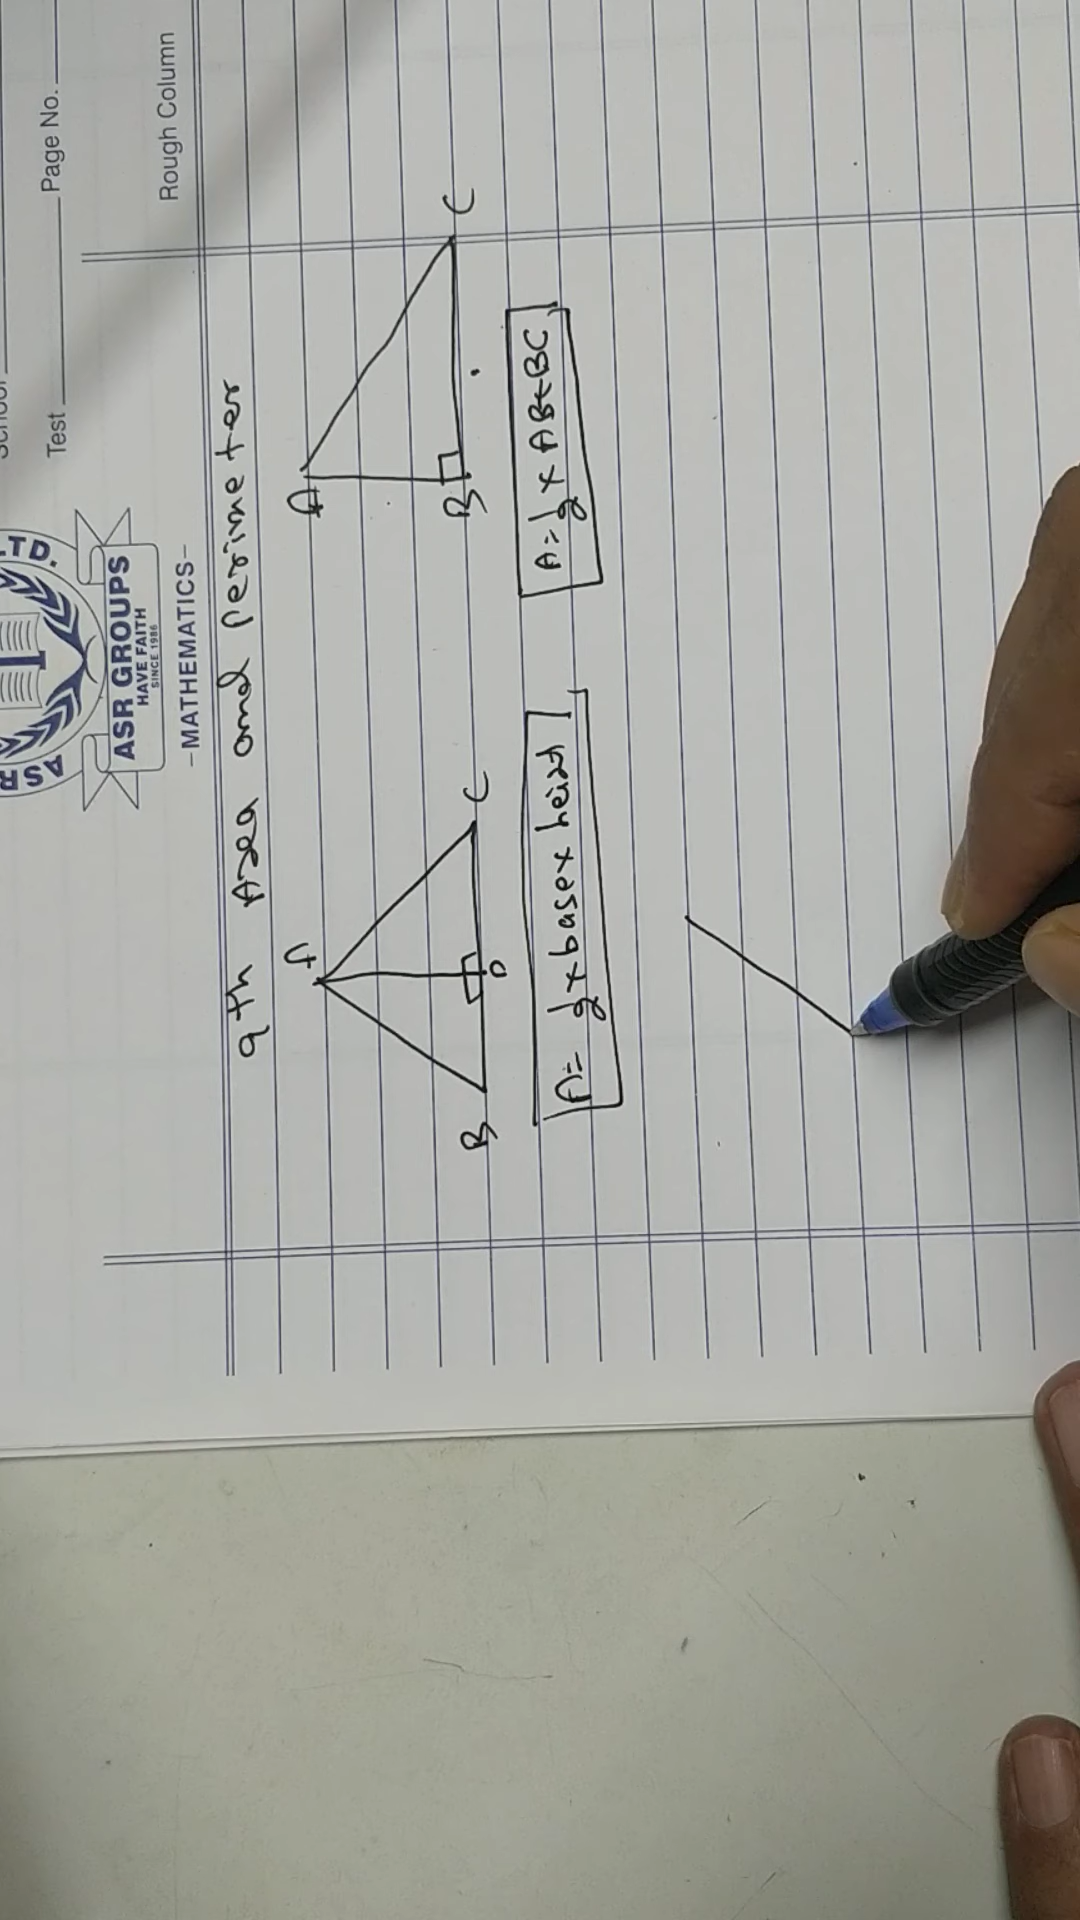 School
Test Page No.
LTD.
ASR
ASR GROUPS
HAVE FAITH
SINCE 1986
-MATHEMATICS-
Rough Column
9th Area and perimeter
A
A
B
D
C
B
C
A = 1/2 × base × heigt
A = 1/2 × AB × BC